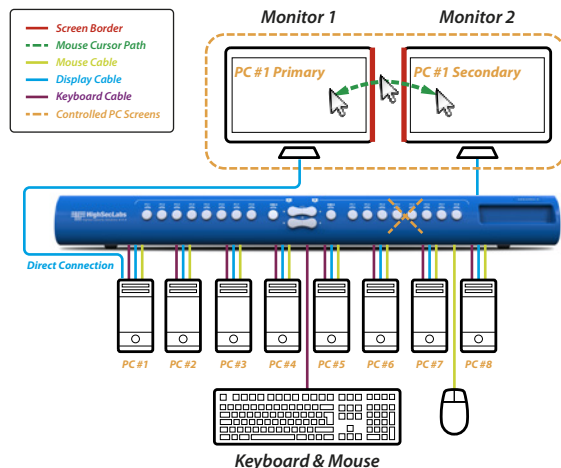 Monitor 1
Monitor 2
Screen Border
Mouse Cursor Path
Mouse Cable
Display Cable
Keyboard Cable
Controlled PC Screens
PC #1 Primary
PC #1 Secondary
HighSecLabs
Direct Connection
PC #1
PC #2
PC #3
PC #4
PC #5
PC #6
PC #7
PC #8
Keyboard & Mouse